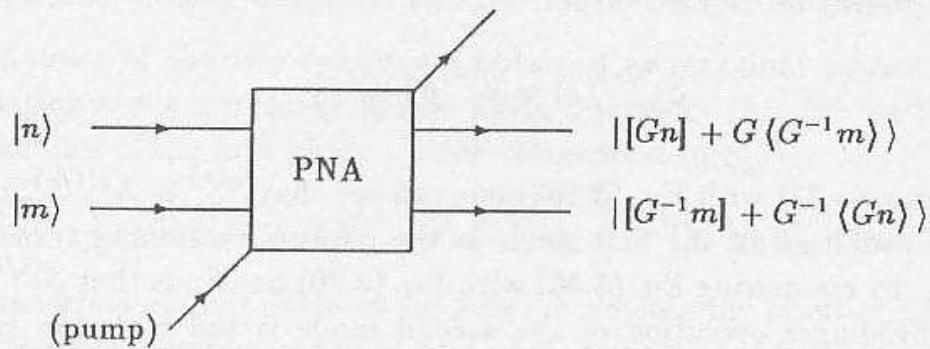 |n⟩ |[Gn] + G ⟨G⁻¹m⟩ ⟩
PNA
|m⟩ |[G⁻¹m] + G⁻¹ ⟨Gn⟩ ⟩
(pump)